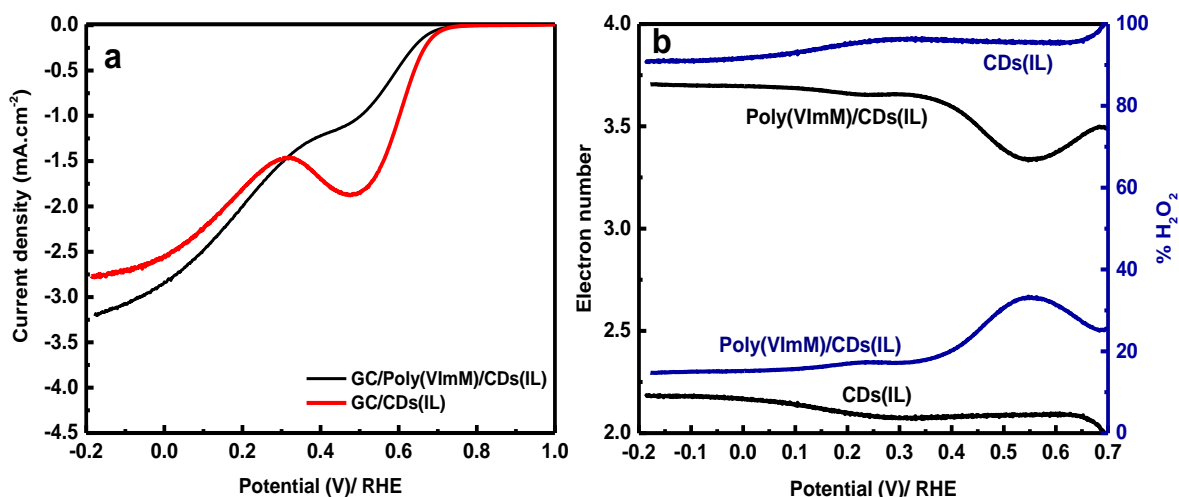 a
Current density (mA.cm-2)
0.0
-0.5
-1.0
-1.5
-2.0
-2.5
-3.0
-3.5
-4.0
-4.5
-0.2 0.0 0.2 0.4 0.6 0.8 1.0
Potential (V)/ RHE
GC/Poly(VImM)/CDs(IL)
GC/CDs(IL)
b
Electron number
4.0
3.5
3.0
2.5
2.0
CDs(IL)
Poly(VImM)/CDs(IL)
Poly(VImM)/CDs(IL)
CDs(IL)
100
80
60
40
20
0
% H2O2
-0.2 -0.1 0.0 0.1 0.2 0.3 0.4 0.5 0.6 0.7
Potential (V)/ RHE